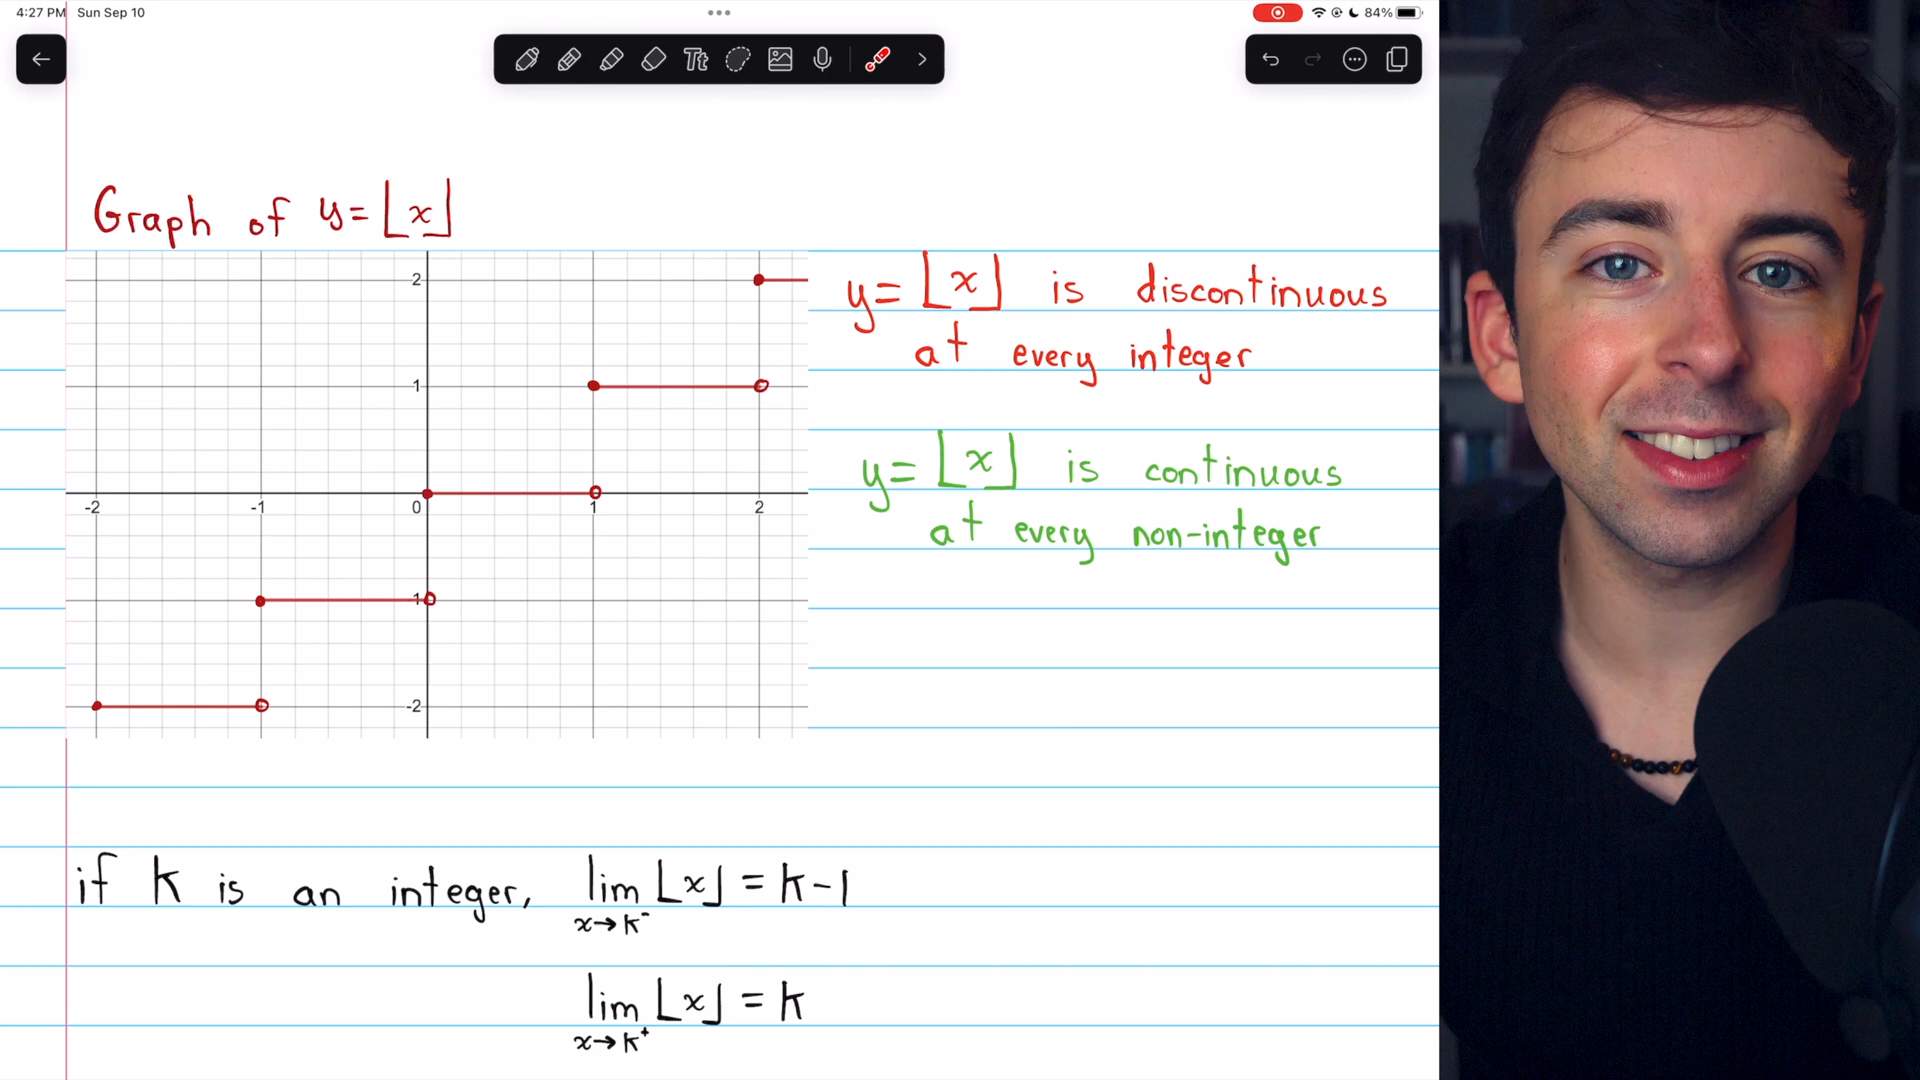 4:27 PM Sun Sep 10
84%
Tt
Graph of y=⌊x⌋
2
1
-2 -1 0 1 2
-1
-2
y=⌊x⌋ is discontinuous
at every integer
y=⌊x⌋ is continuous
at every non-integer
if k is an integer, lim ⌊x⌋ = k-1
x→k⁻
lim ⌊x⌋ = k
x→k⁺